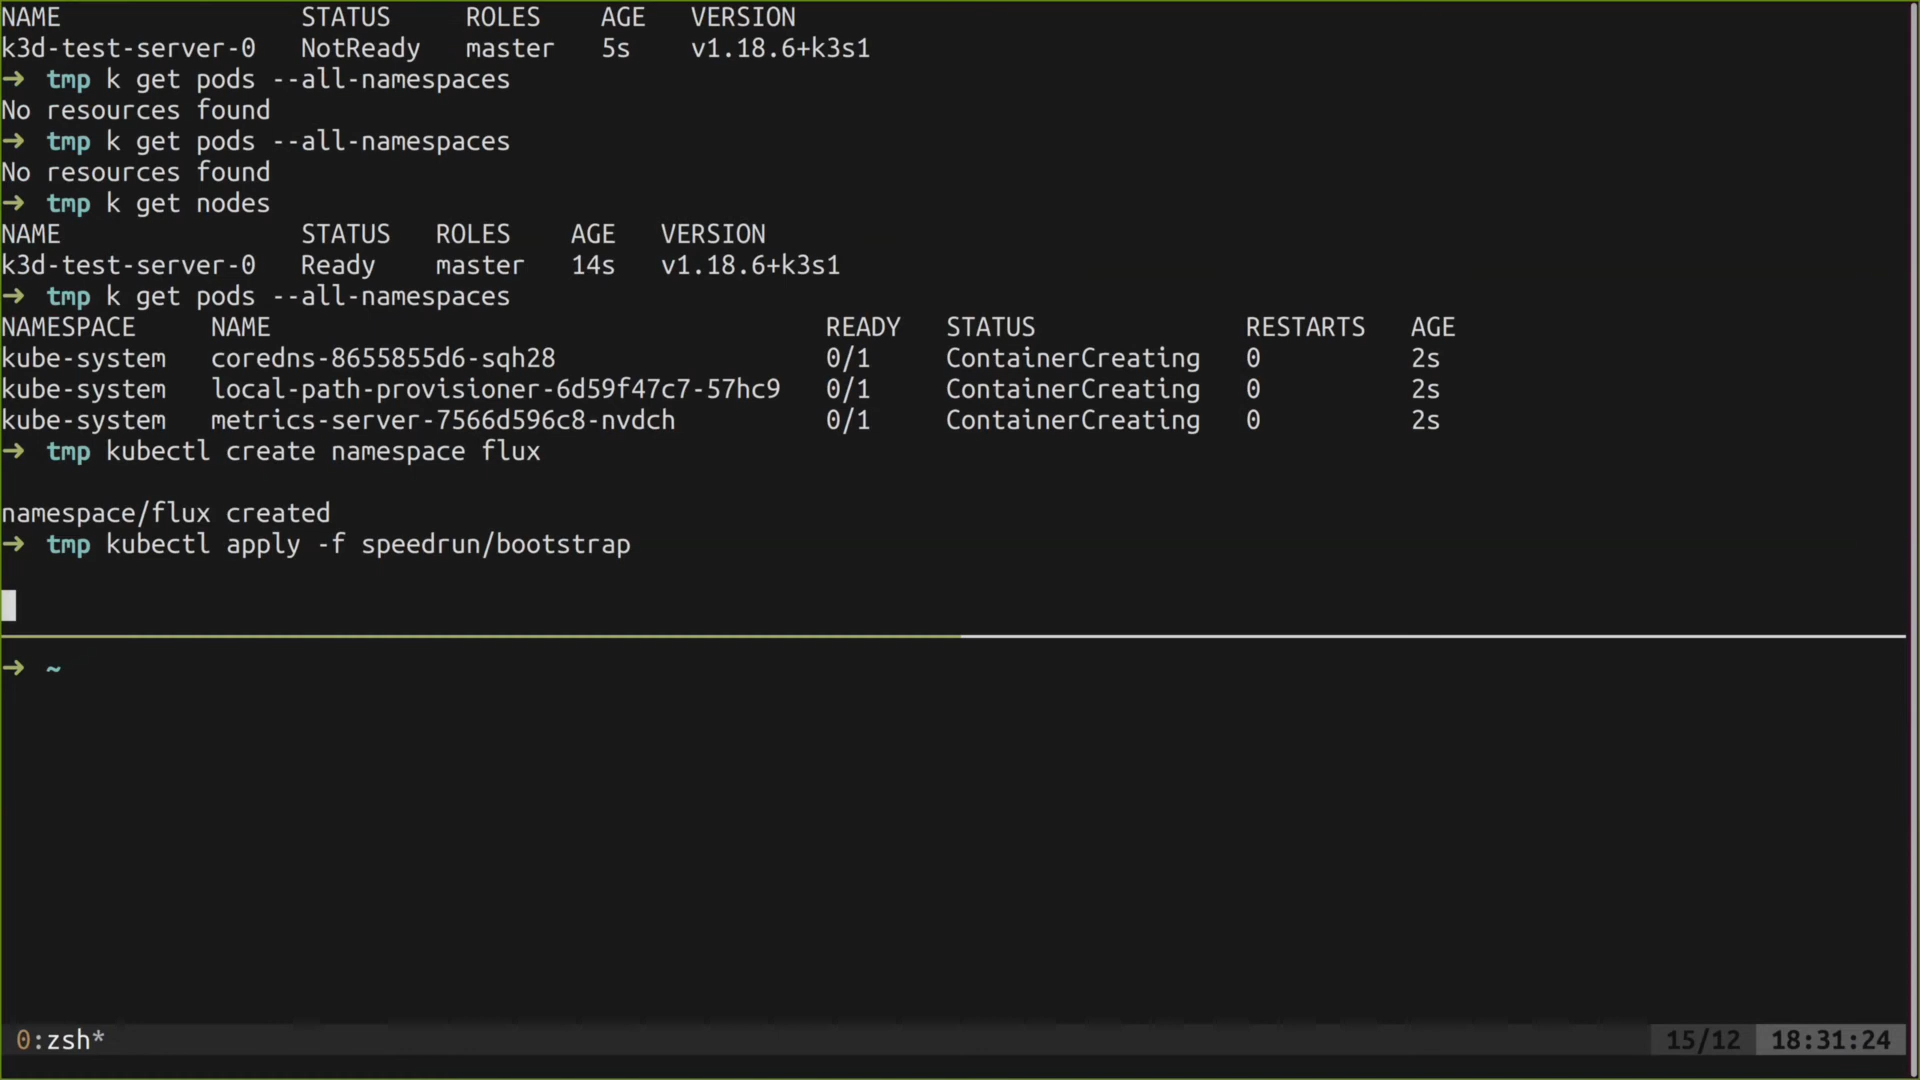 NAME                STATUS     ROLES    AGE   VERSION
k3d-test-server-0   NotReady   master   5s    v1.18.6+k3s1
➜  tmp k get pods --all-namespaces
No resources found
➜  tmp k get pods --all-namespaces
No resources found
➜  tmp k get nodes
NAME                STATUS   ROLES    AGE   VERSION
k3d-test-server-0   Ready    master   14s   v1.18.6+k3s1
➜  tmp k get pods --all-namespaces
NAMESPACE     NAME                                     READY   STATUS              RESTARTS   AGE
kube-system   coredns-8655855d6-sqh28                  0/1     ContainerCreating   0          2s
kube-system   local-path-provisioner-6d59f47c7-57hc9   0/1     ContainerCreating   0          2s
kube-system   metrics-server-7566d596c8-nvdch          0/1     ContainerCreating   0          2s
➜  tmp kubectl create namespace flux
namespace/flux created
➜  tmp kubectl apply -f speedrun/bootstrap
➜  ~
0:zsh* 15/12 18:31:24